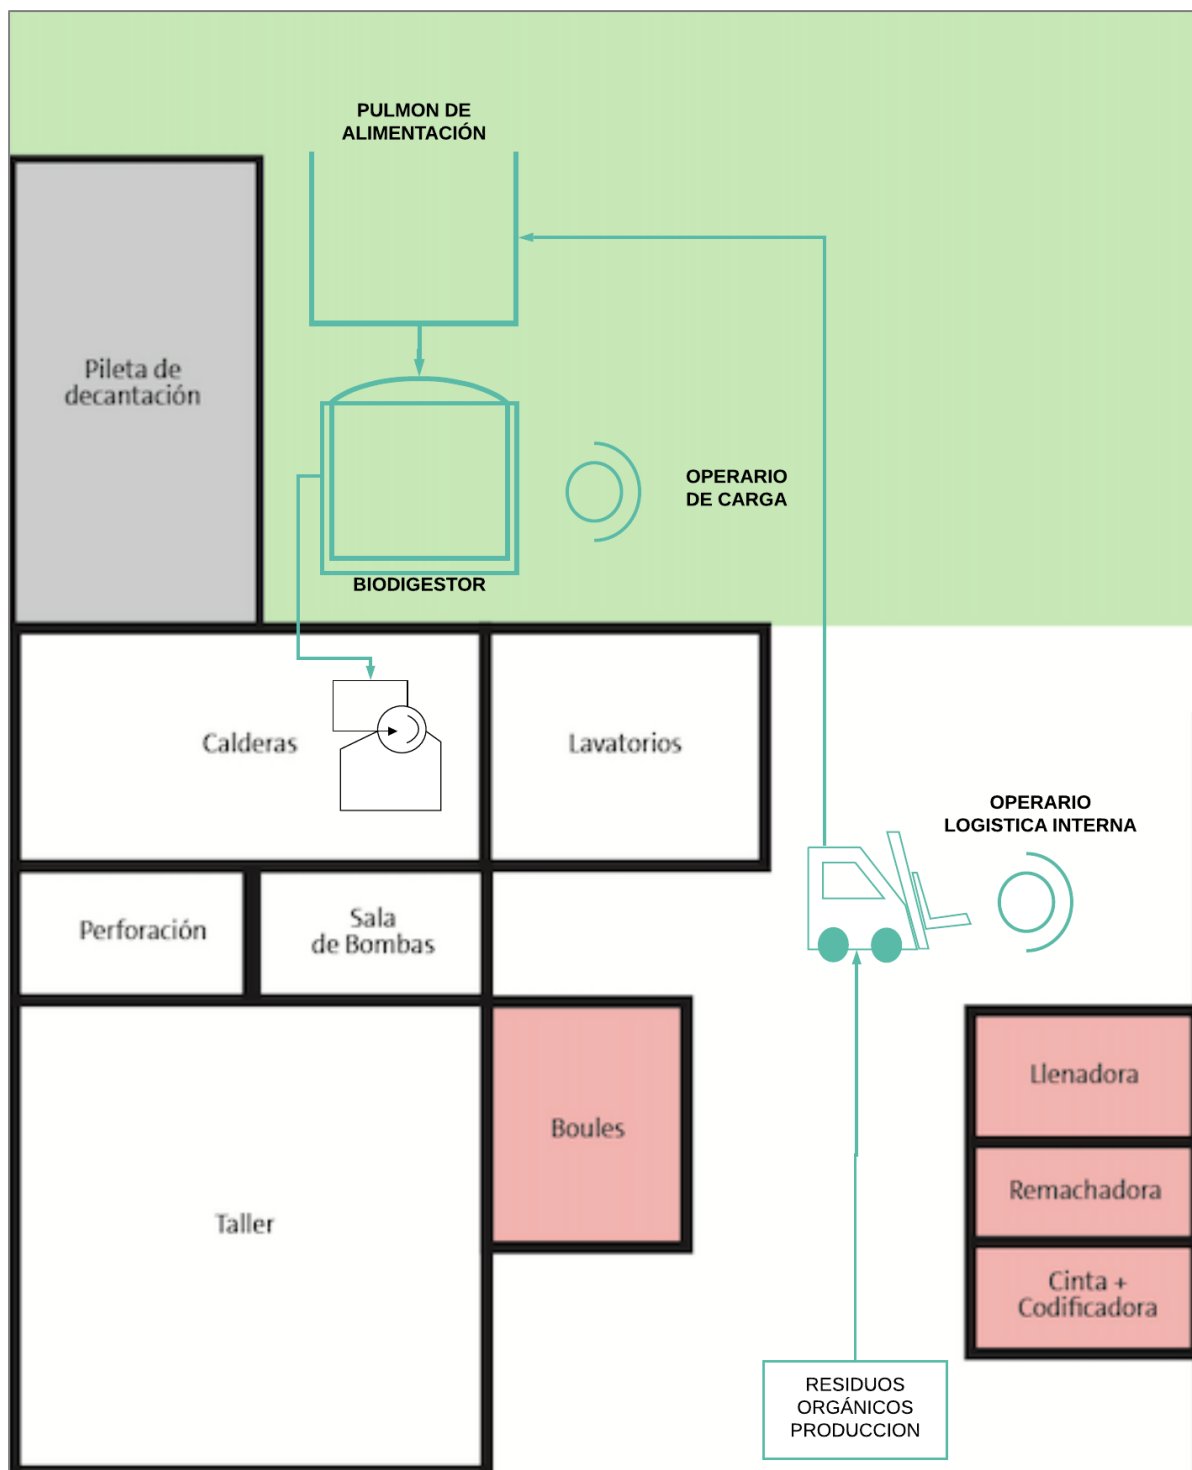 PULMON DE
ALIMENTACIÓN
Pileta de
decantación
OPERARIO
DE CARGA
BIODIGESTOR
Calderas
Lavatorios
OPERARIO
LOGISTICA INTERNA
Perforación
Sala
de Bombas
Llenadora
Boules
Remachadora
Taller
Cinta +
Codificadora
RESIDUOS
ORGÁNICOS
PRODUCCION